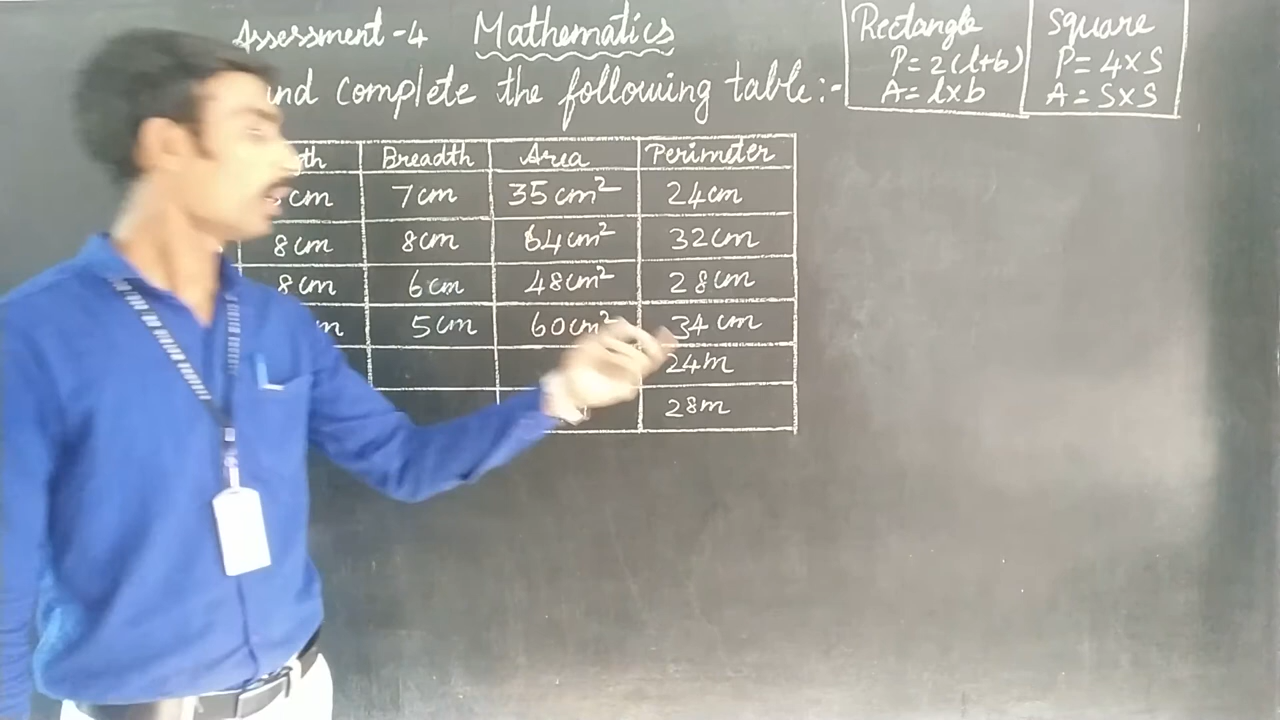 Assessment-4 Mathematics
complete the following table:-
Rectangle
P=2(l+b)
A=l×b
Square
P=4×S
A=S×S
Breadth Area Perimeter
cm 7cm 35cm² 24cm
8cm 8cm 64cm² 32cm
8cm 6cm 48cm² 28cm
5cm 60cm² 34cm
24m
28m